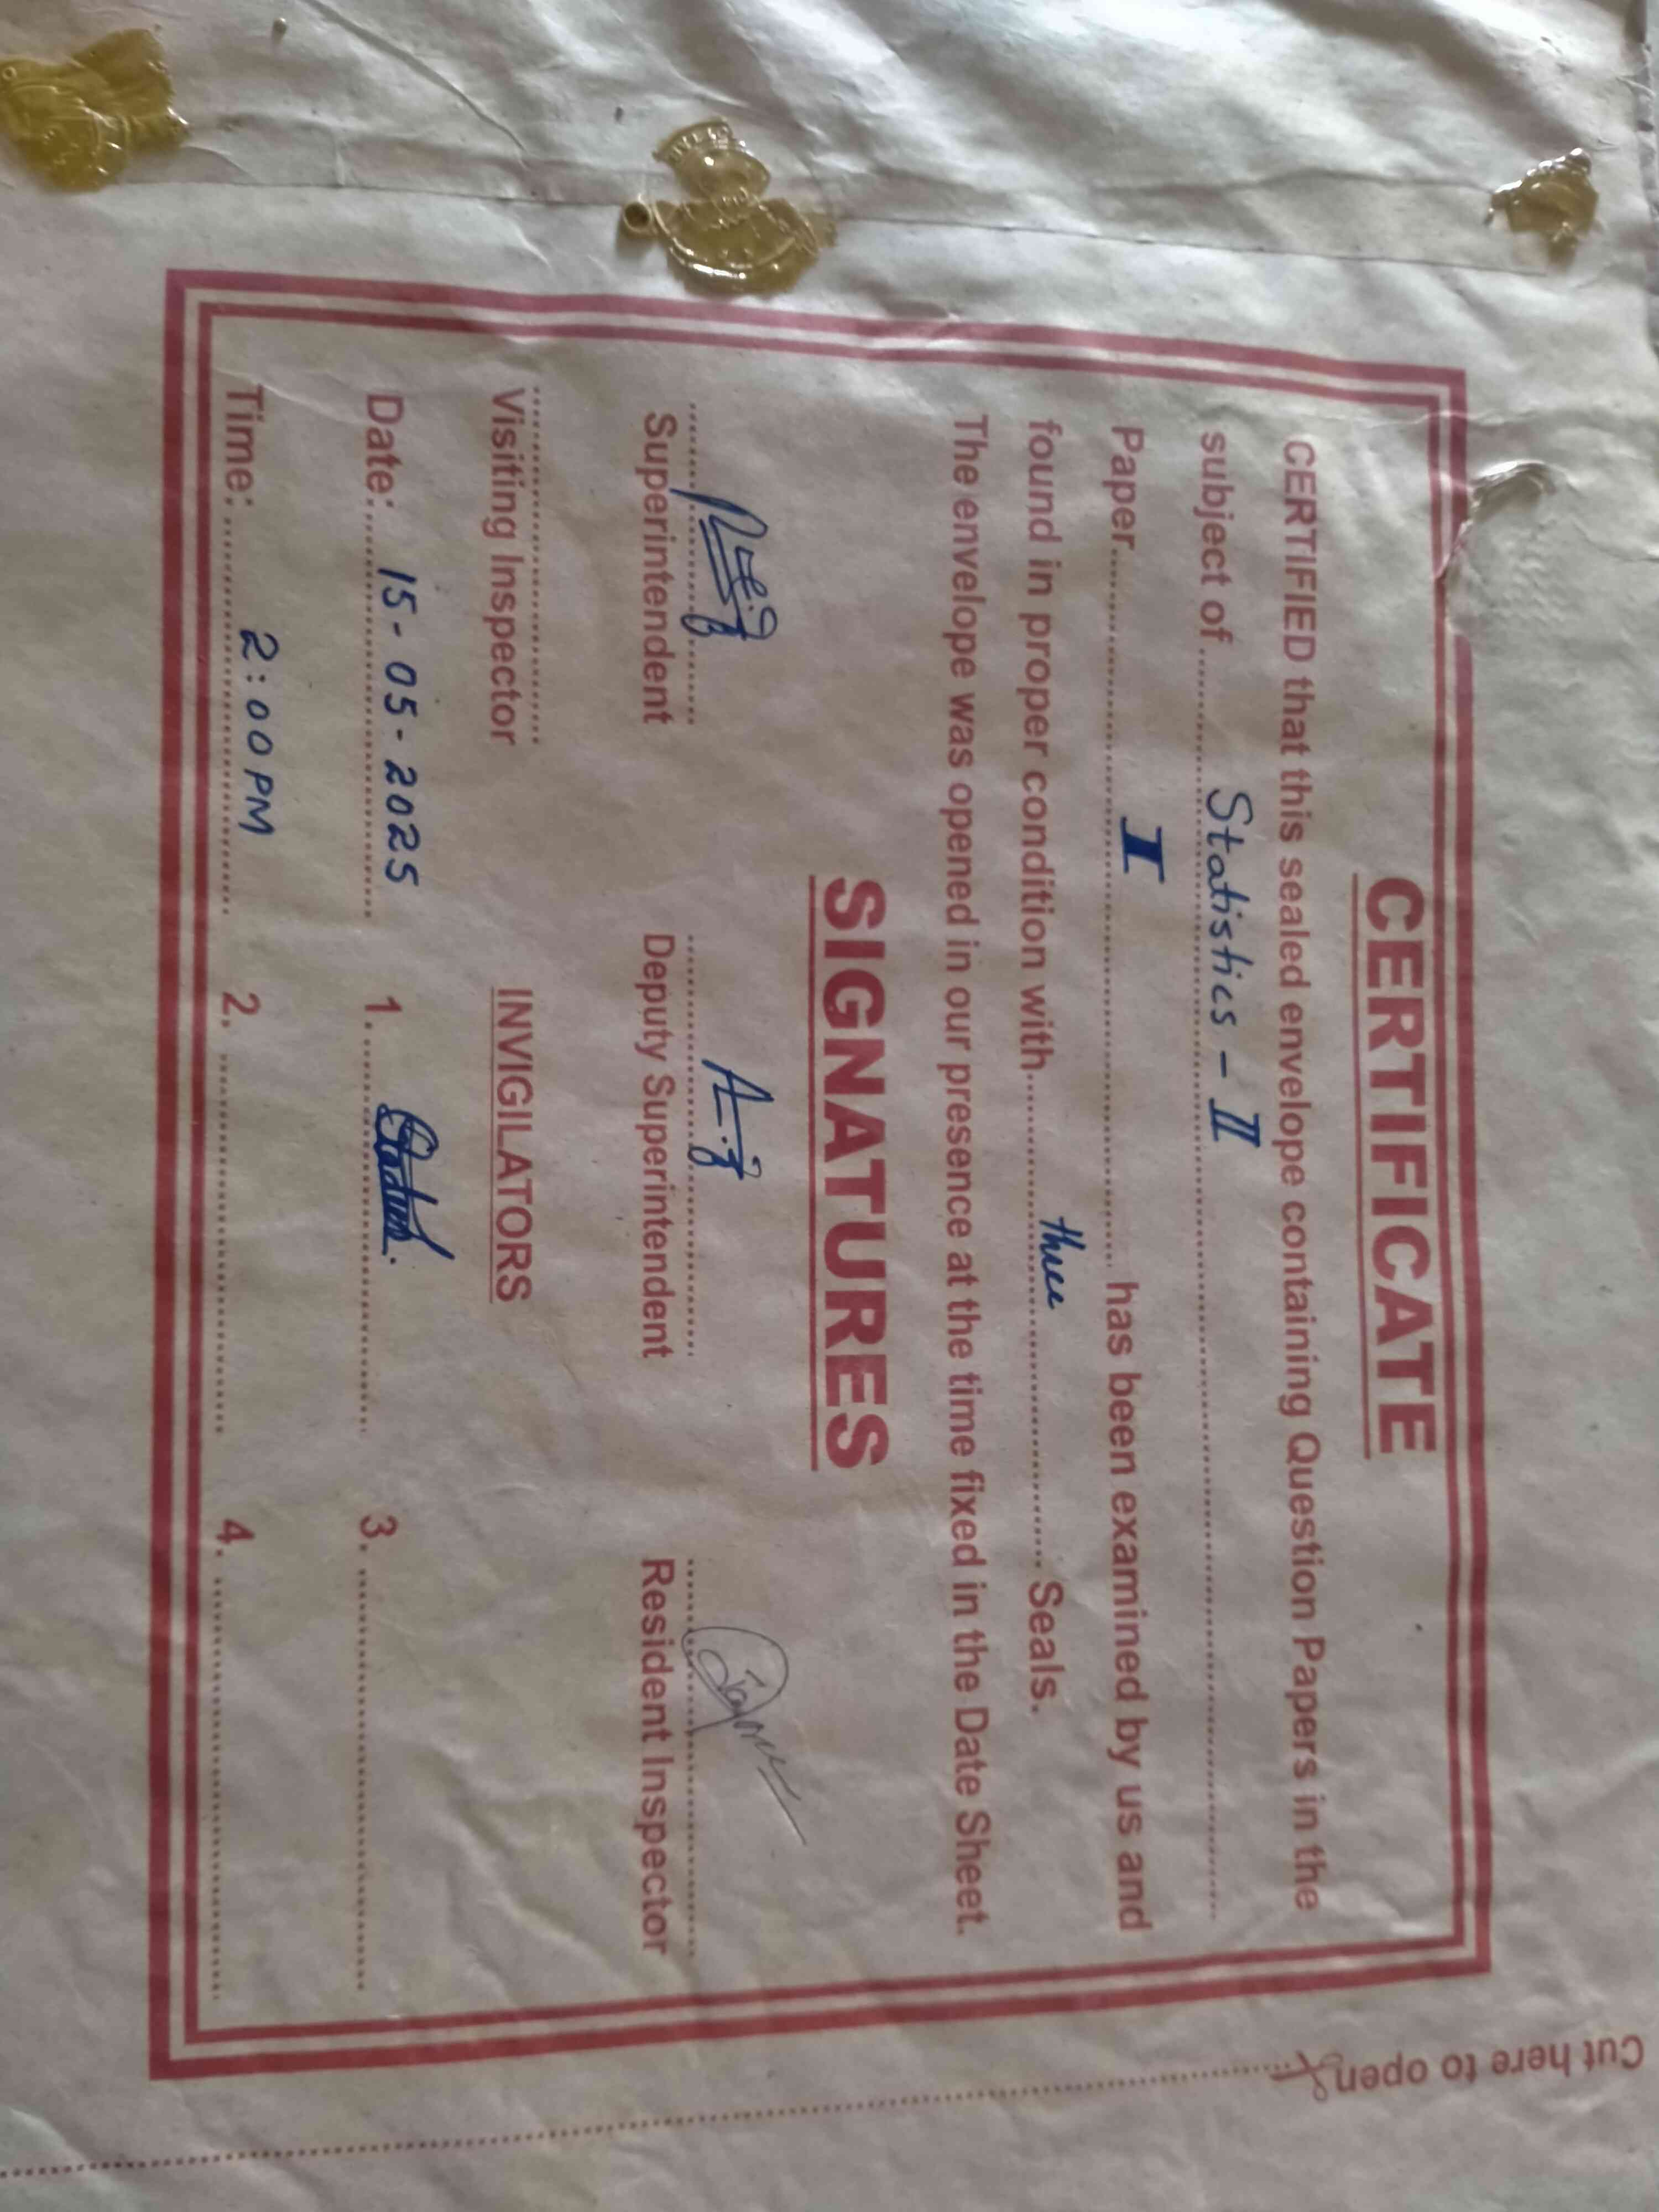 CERTIFICATE
CERTIFIED that this sealed envelope containing Question Papers in the
subject of Statistics - II
Paper I has been examined by us and
found in proper condition with three Seals.
The envelope was opened in our presence at the time fixed in the Date Sheet.
SIGNATURES
Superintendent Deputy Superintendent Resident Inspector
Visiting Inspector INVIGILATORS
Date: 15-05-2025 1. 3.
Time: 2:00 PM 2. 4.
Cut here to open